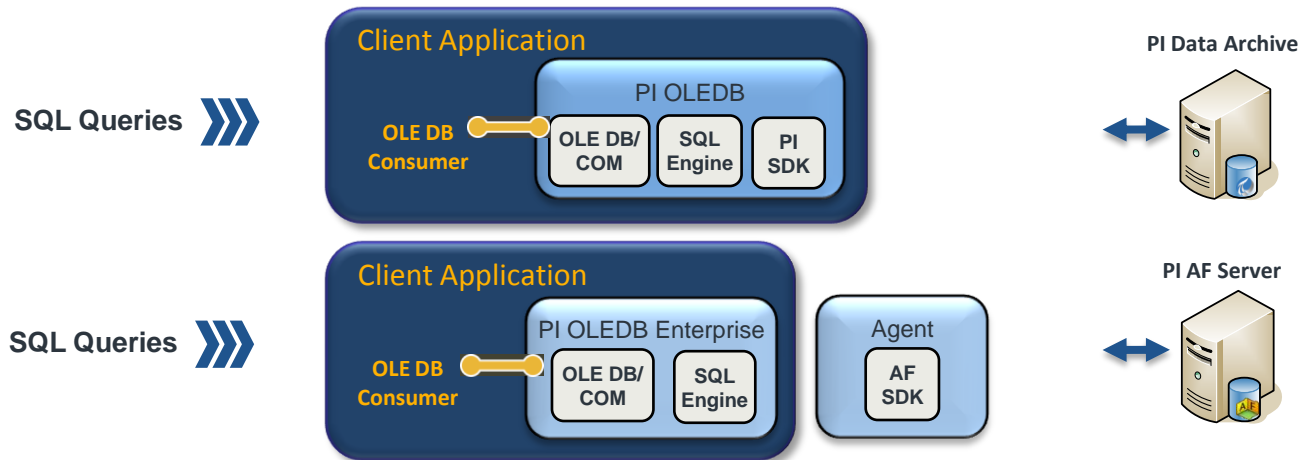 Client Application
PI Data Archive
PI OLEDB
SQL Queries
OLE DB
Consumer
OLE DB/
COM
SQL
Engine
PI
SDK
Client Application
PI AF Server
PI OLEDB Enterprise
Agent
SQL Queries
OLE DB
Consumer
OLE DB/
COM
SQL
Engine
AF
SDK
AF